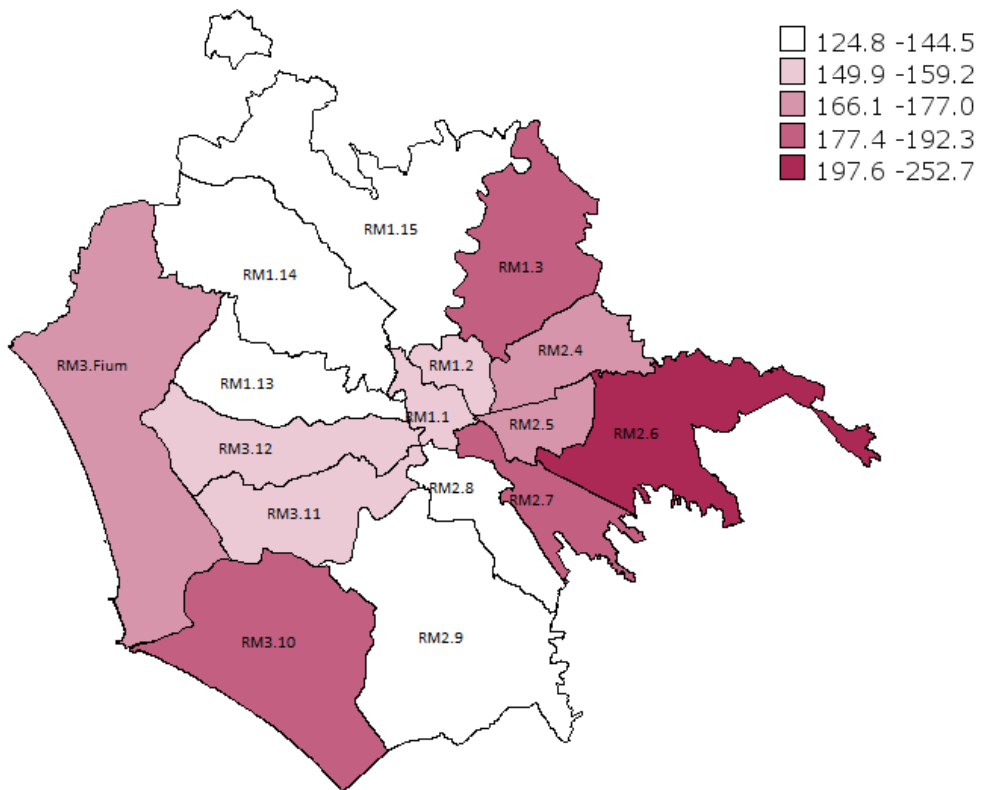 124.8 -144.5
149.9 -159.2
166.1 -177.0
177.4 -192.3
197.6 -252.7
RM1.15
RM1.3
RM1.14
RM2.4
RM3.Fium
RM1.2
RM1.13
RM1.1
RM2.5
RM2.6
RM3.12
RM2.8
RM2.7
RM3.11
RM2.9
RM3.10